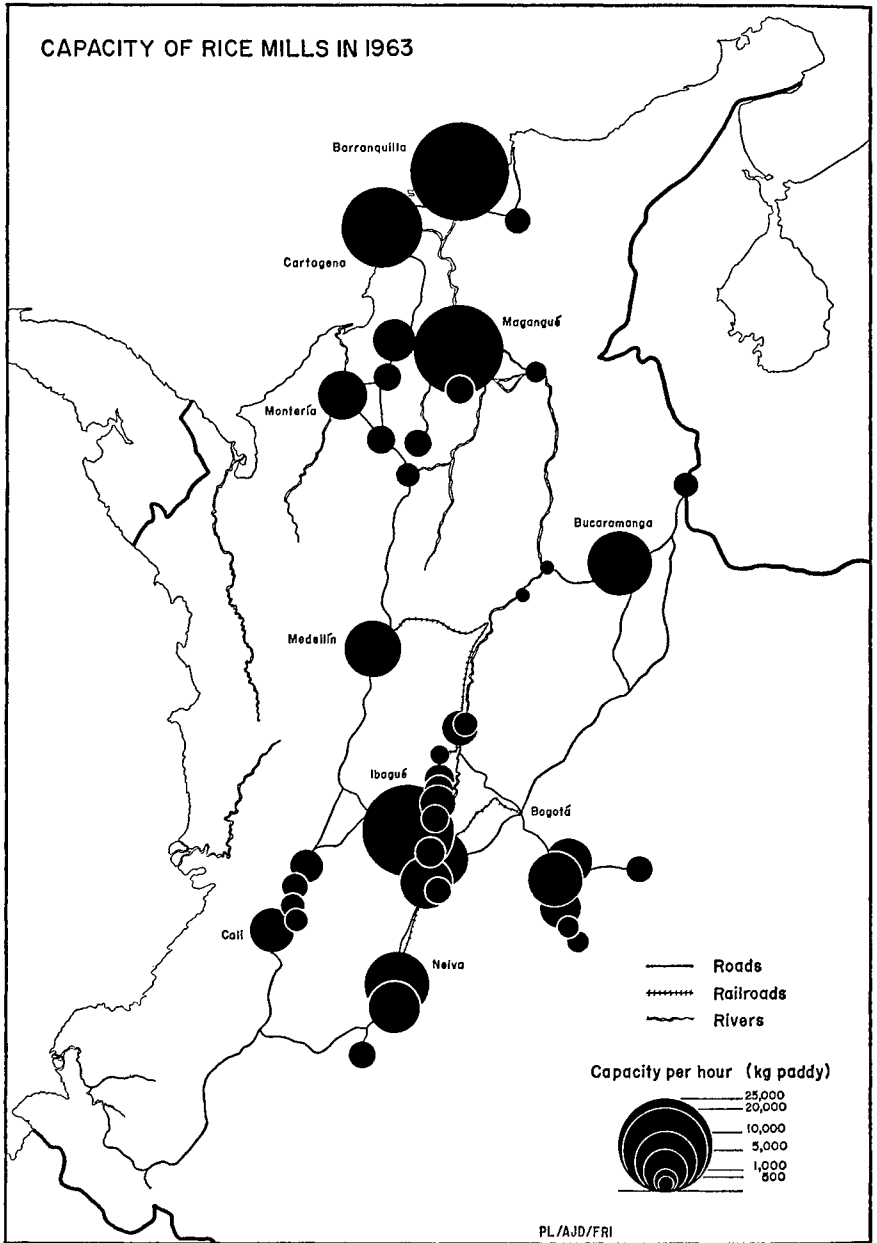 CAPACITY OF RICE MILLS IN 1963
Barranquilla
Cartagena
Magangué
Montería
Bucaramanga
Medellín
Ibagué
Bogotá
Cali
Neiva
Roads
Railroads
Rivers
Capacity per hour (kg paddy)
25,000
20,000
10,000
5,000
1,000
500
PL/AJD/FRI